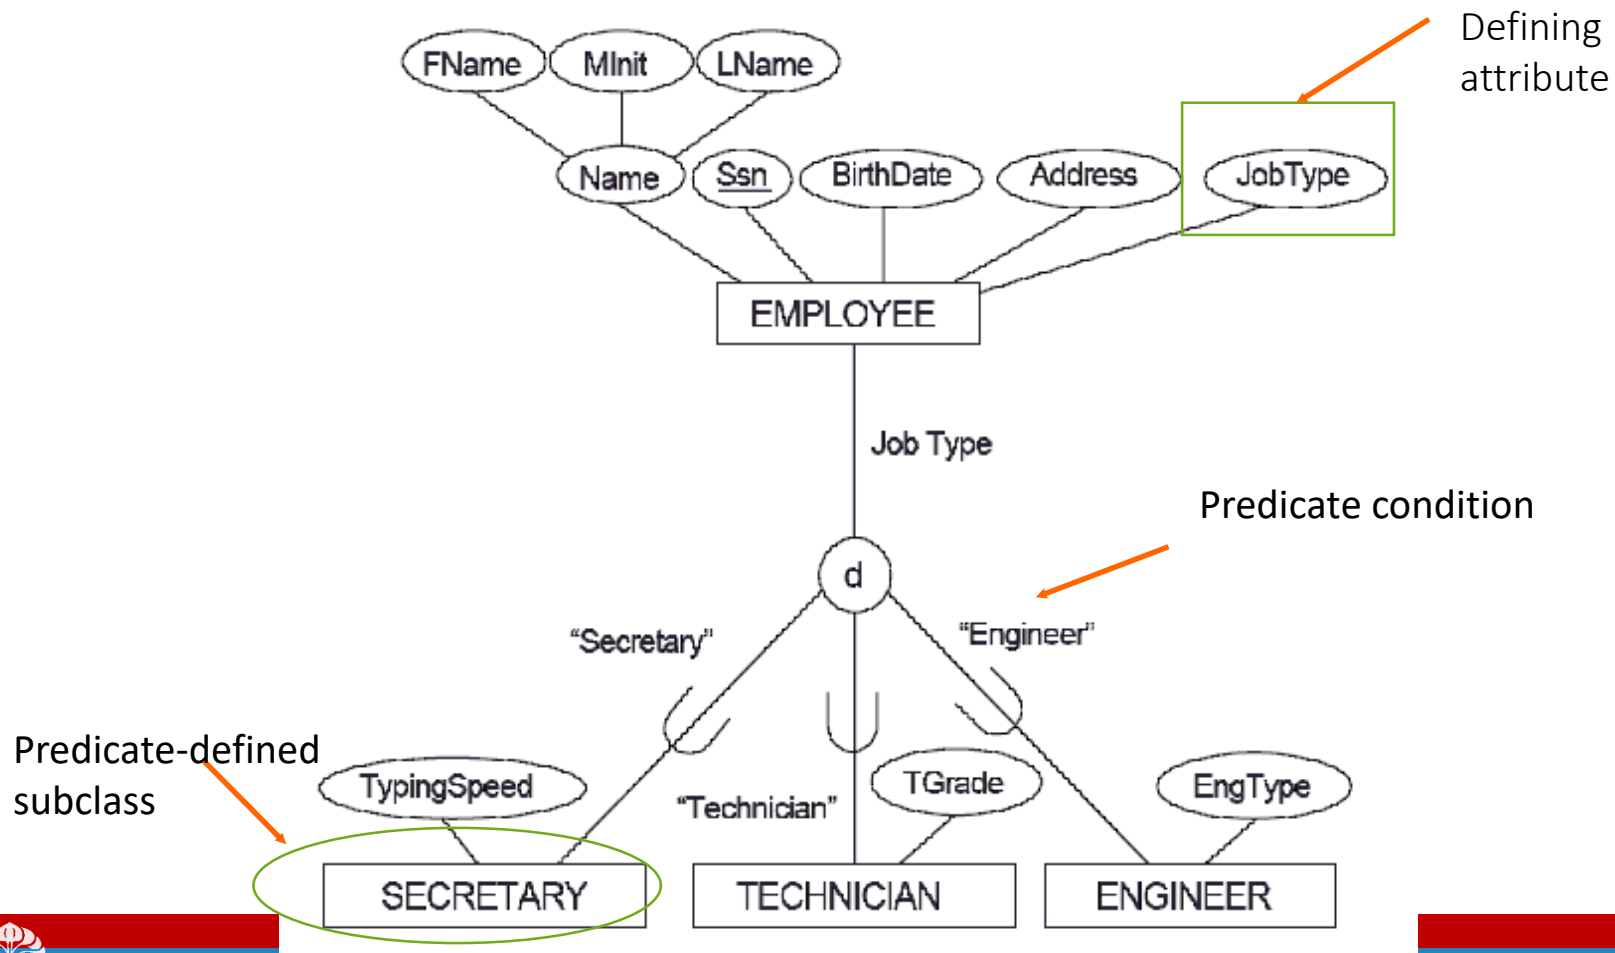 Defining
attribute
FName
MInit
LName
Name
Ssn
BirthDate
Address
JobType
EMPLOYEE
Job Type
Predicate condition
d
“Secretary”
“Engineer”
Predicate-defined
subclass
TypingSpeed
“Technician”
TGrade
EngType
SECRETARY
TECHNICIAN
ENGINEER